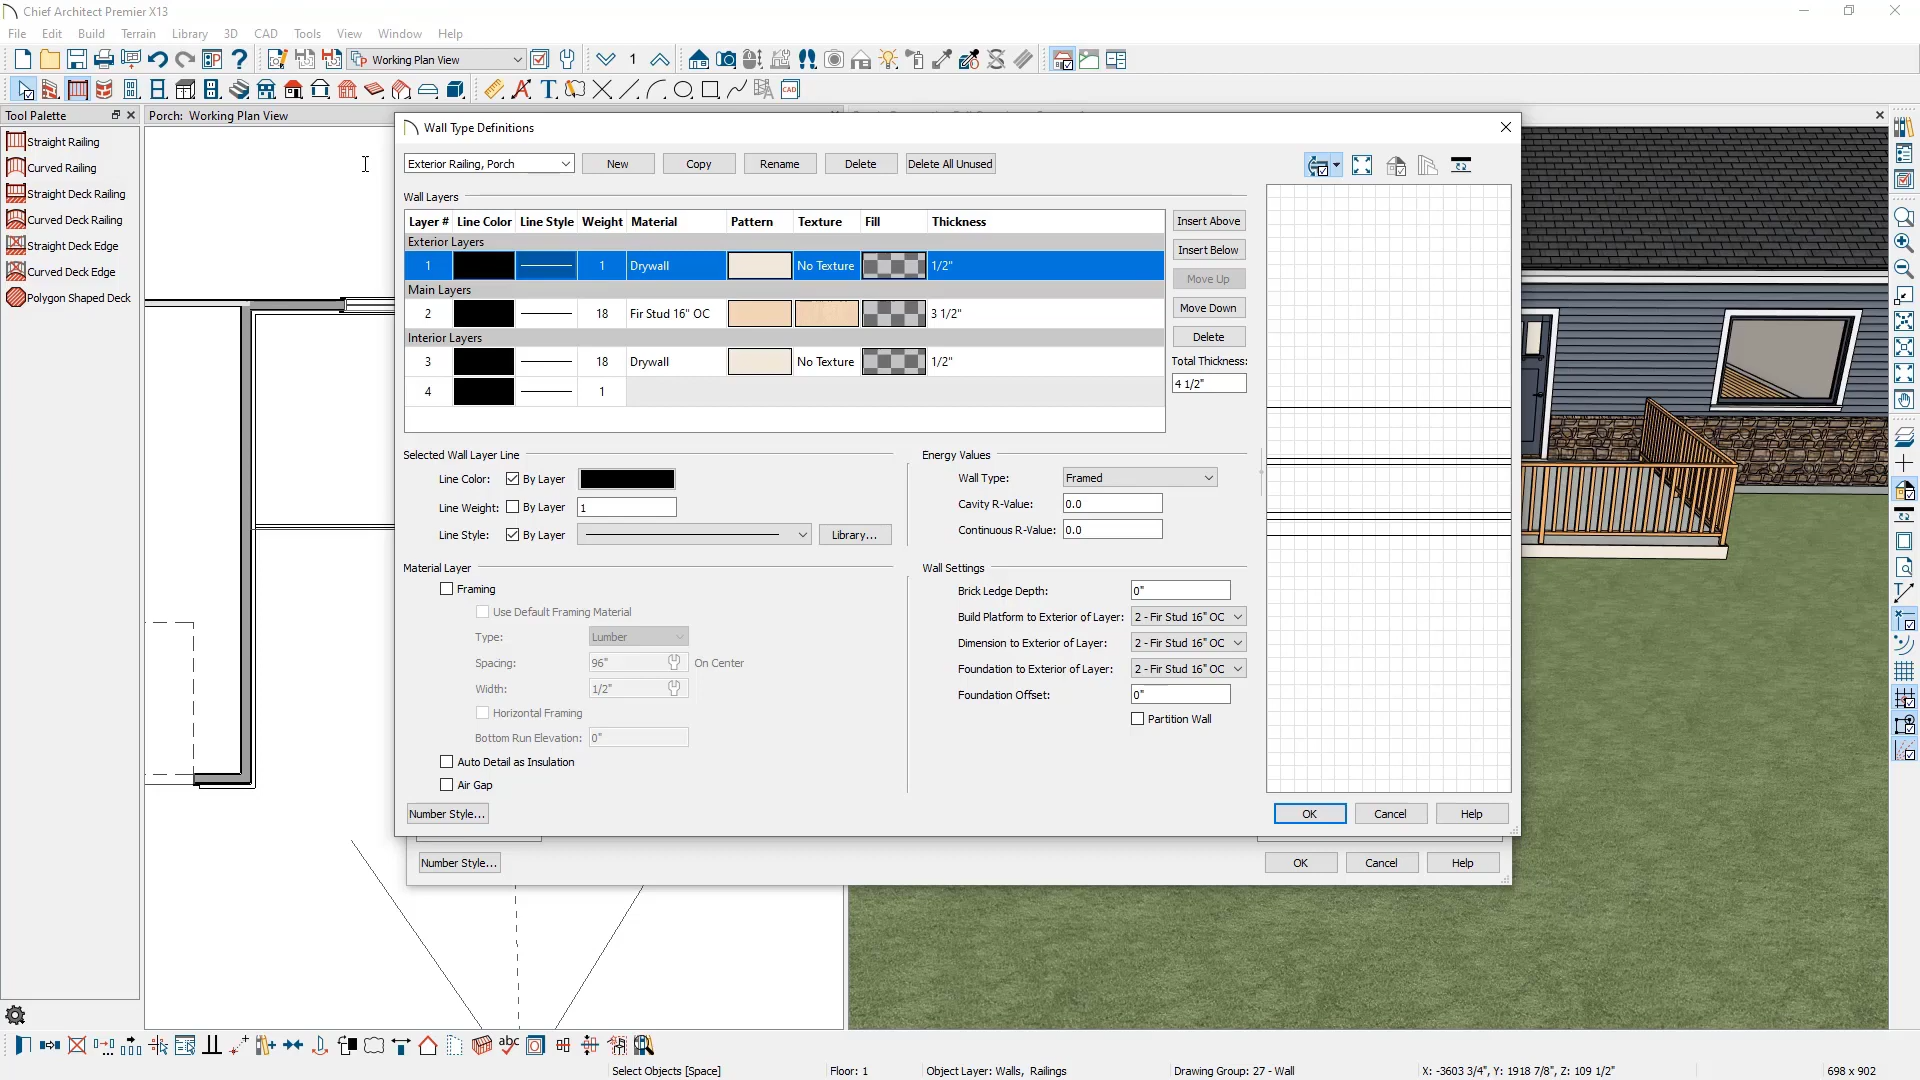 Chief Architect Premier X13
File Edit Build Terrain Library 3D CAD Tools View Window Help
Working Plan View 1
CAD
Tool Palette
Porch: Working Plan View
Straight Railing
Curved Railing
Straight Deck Railing
Curved Deck Railing
Straight Deck Edge
Curved Deck Edge
Polygon Shaped Deck
Wall Type Definitions
Exterior Railing, Porch New Copy Rename Delete Delete All Unused
Wall Layers
Layer # Line Color Line Style Weight Material Pattern Texture Fill Thickness
Exterior Layers
1 1 Drywall No Texture 1/2"
Main Layers
2 18 Fir Stud 16" OC 3 1/2"
Interior Layers
3 18 Drywall No Texture 1/2"
4 1
Insert Above
Insert Below
Move Up
Move Down
Delete
Total Thickness:
4 1/2"
Selected Wall Layer Line
Line Color: By Layer
Line Weight: By Layer 1
Line Style: By Layer Library...
Energy Values
Wall Type: Framed
Cavity R-Value: 0.0
Continuous R-Value: 0.0
Material Layer
Framing
Use Default Framing Material
Type: Lumber
Spacing: 96" On Center
Width: 1/2"
Horizontal Framing
Bottom Run Elevation: 0"
Auto Detail as Insulation
Air Gap
Wall Settings
Brick Ledge Depth: 0"
Build Platform to Exterior of Layer: 2 - Fir Stud 16" OC
Dimension to Exterior of Layer: 2 - Fir Stud 16" OC
Foundation to Exterior of Layer: 2 - Fir Stud 16" OC
Foundation Offset: 0"
Partition Wall
Number Style... OK Cancel Help
Number Style... OK Cancel Help
abc
Select Objects [Space] Floor: 1 Object Layer: Walls, Railings Drawing Group: 27 - Wall X: -3603 3/4", Y: 1918 7/8", Z: 109 1/2" 698 x 902